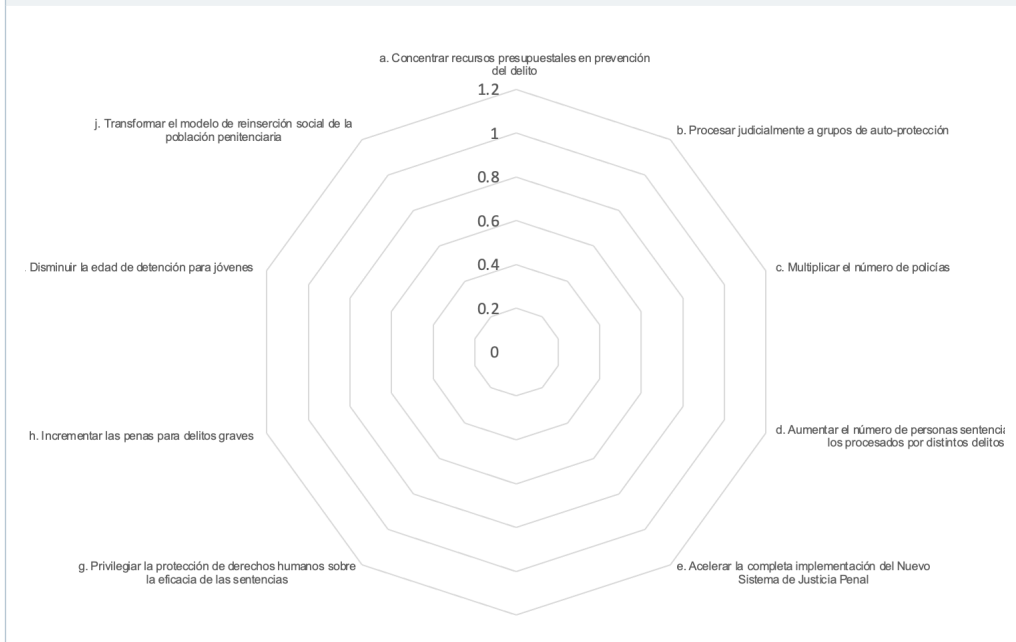 a. Concentrar recursos presupuestales en prevención
del delito
1.2
j. Transformar el modelo de reinserción social de la
población penitenciaria
b. Procesar judicialmente a grupos de auto-protección
1
0.8
0.6
Disminuir la edad de detención para jóvenes
c. Multiplicar el número de policías
0.4
0.2
0
h. Incrementar las penas para delitos graves
d. Aumentar el número de personas
los procesados por distintos delitos
g. Privilegiar la protección de derechos humanos sobre
la eficacia de las sentencias
e. Acelerar la completa implementación del Nuevo
Sistema de Justicia Penal